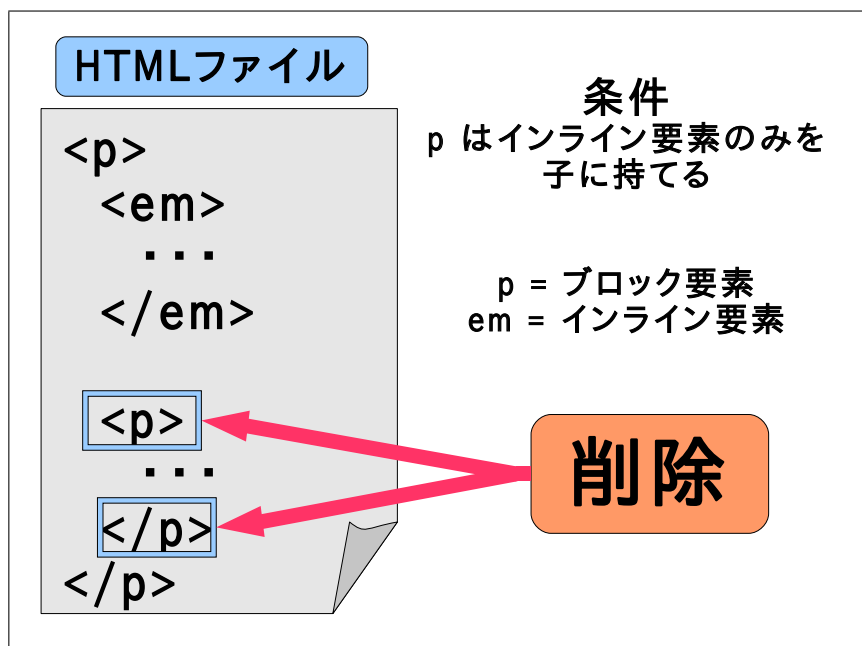 HTMLファイル
<p>
<em>
・・・
</em>
<p>
・・・
</p>
</p>
条件
p はインライン要素のみを
子に持てる
p = ブロック要素
em = インライン要素
削除